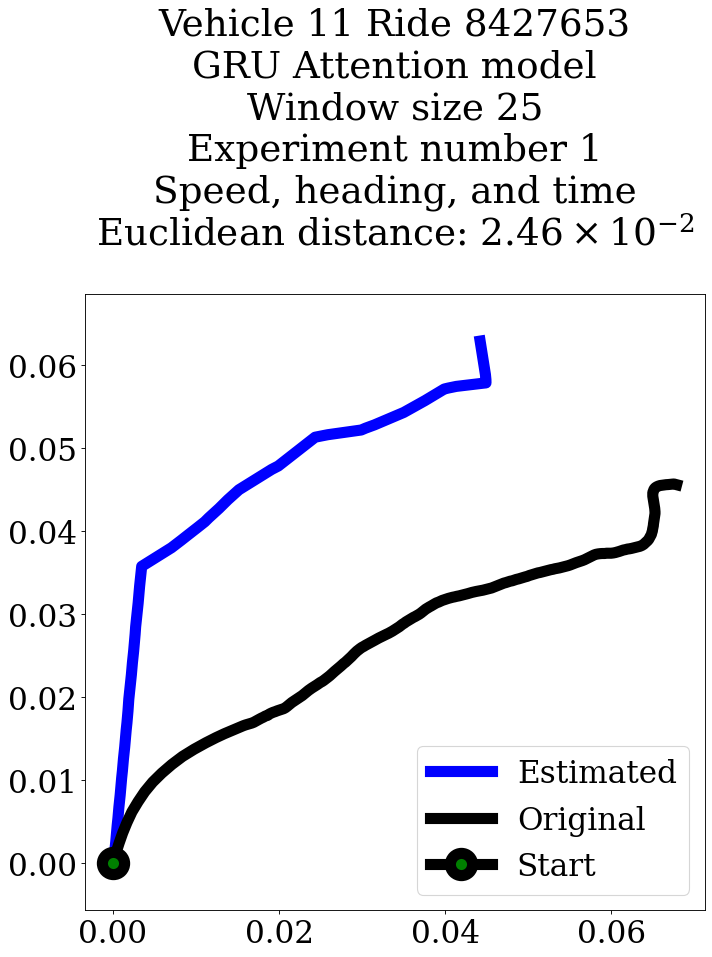 Vehicle 11 Ride 8427653
GRU Attention model
Window size 25
Experiment number 1
Speed, heading, and time
Euclidean distance: 2.46 × 10⁻²
0.06
0.05
0.04
0.03
0.02
0.01
0.00
Estimated
Original
Start
0.00 0.02 0.04 0.06